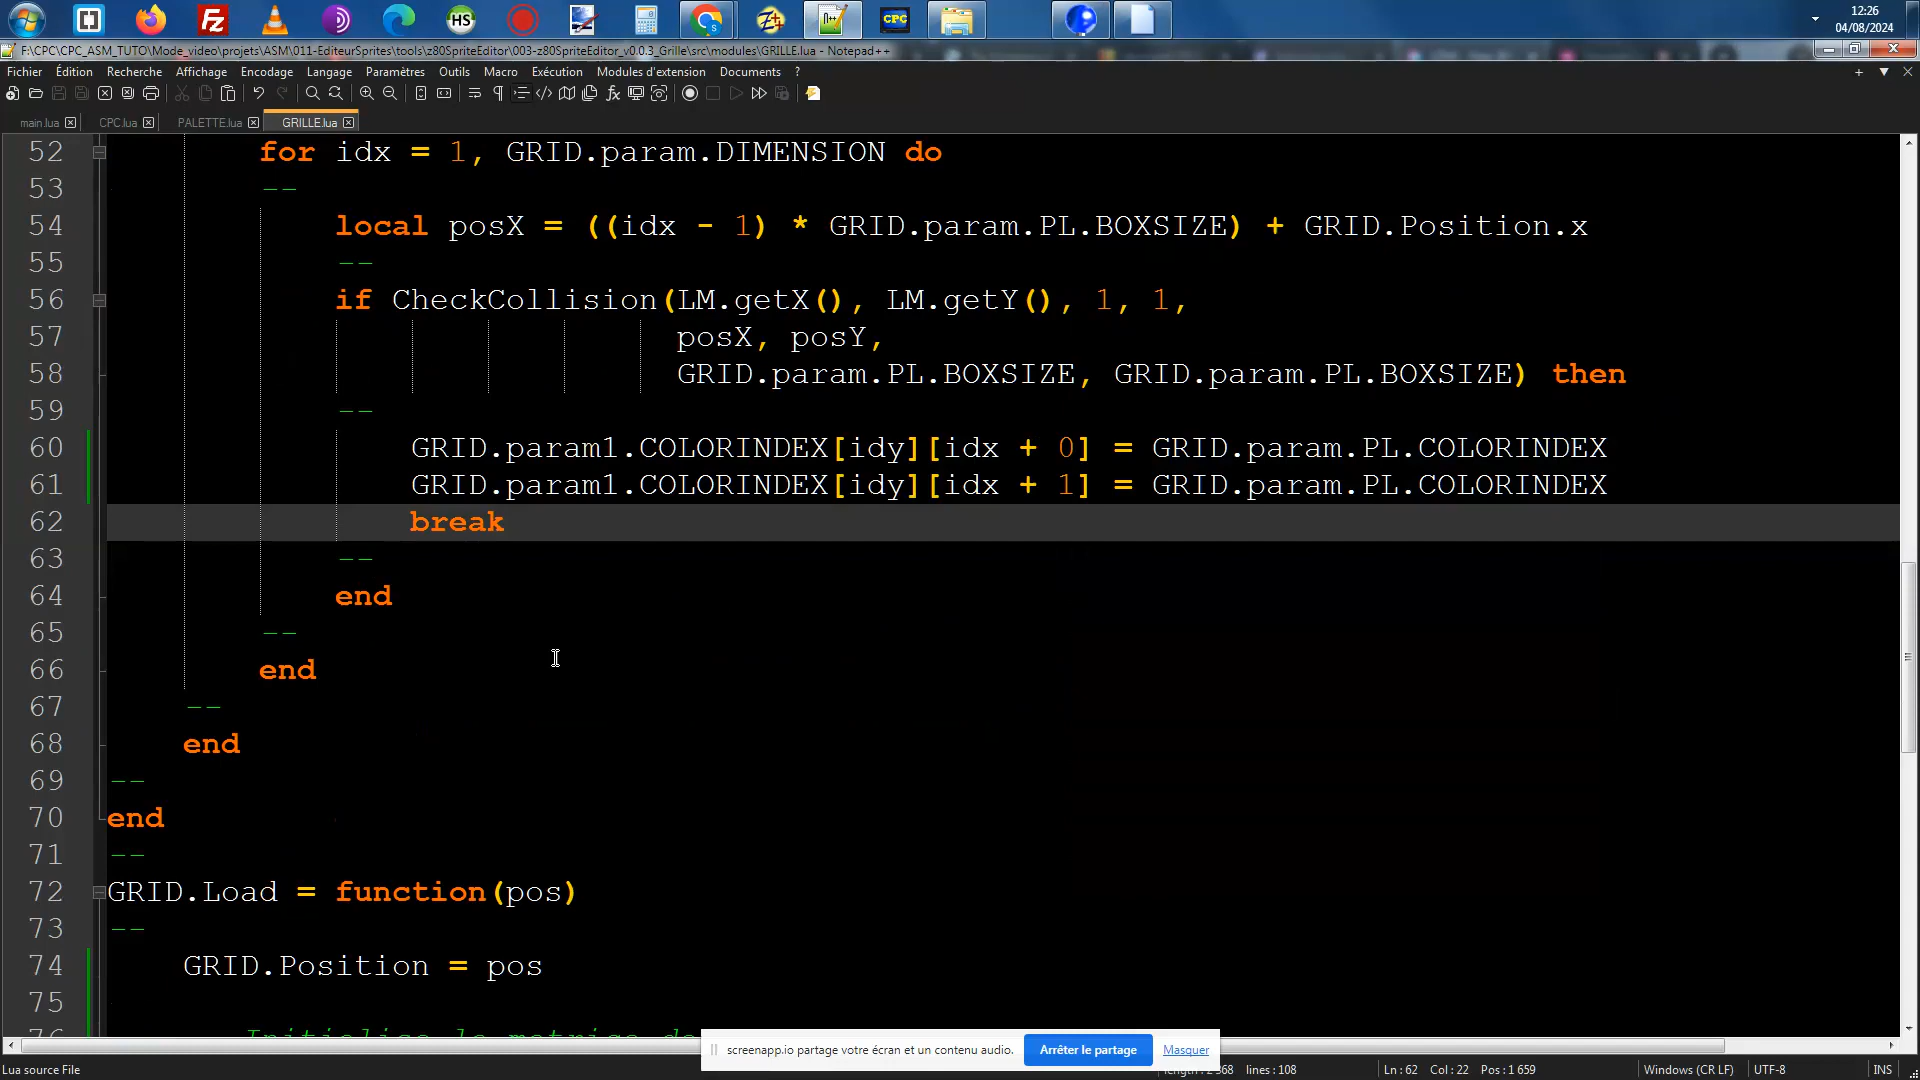 12:26
04/08/2024
F:\CPC\CPC_ASM_TUTO\Mode_video\projets\ASM\011-EditeurSprites\tools\z80SpriteEditor\003-z80SpriteEditor_v0.0.3_Grille\src\modules\GRILLE.lua - Notepad++
Fichier Édition Recherche Affichage Encodage Langage Paramètres Outils Macro Exécution Modules d'extension Documents ?
main.lua CPC.lua PALETTE.lua GRILLE.lua
52 for idx = 1, GRID.param.DIMENSION do
53 --
54 local posX = ((idx - 1) * GRID.param.PL.BOXSIZE) + GRID.Position.x
55 --
56 if CheckCollision(LM.getX(), LM.getY(), 1, 1,
57 posX, posY,
58 GRID.param.PL.BOXSIZE, GRID.param.PL.BOXSIZE) then
59 --
60 GRID.param1.COLORINDEX[idy][idx + 0] = GRID.param.PL.COLORINDEX
61 GRID.param1.COLORINDEX[idy][idx + 1] = GRID.param.PL.COLORINDEX
62 break
63 --
64 end
65 --
66 end
67 --
68 end
69 --
70 end
71 --
72 GRID.Load = function(pos)
73 --
74 GRID.Position = pos
75
screenapp.io partage votre écran et un contenu audio. Arrêter le partage Masquer
Lua source File lines : 108 Ln : 62 Col : 22 Pos : 1 659 Windows (CR LF) UTF-8 INS